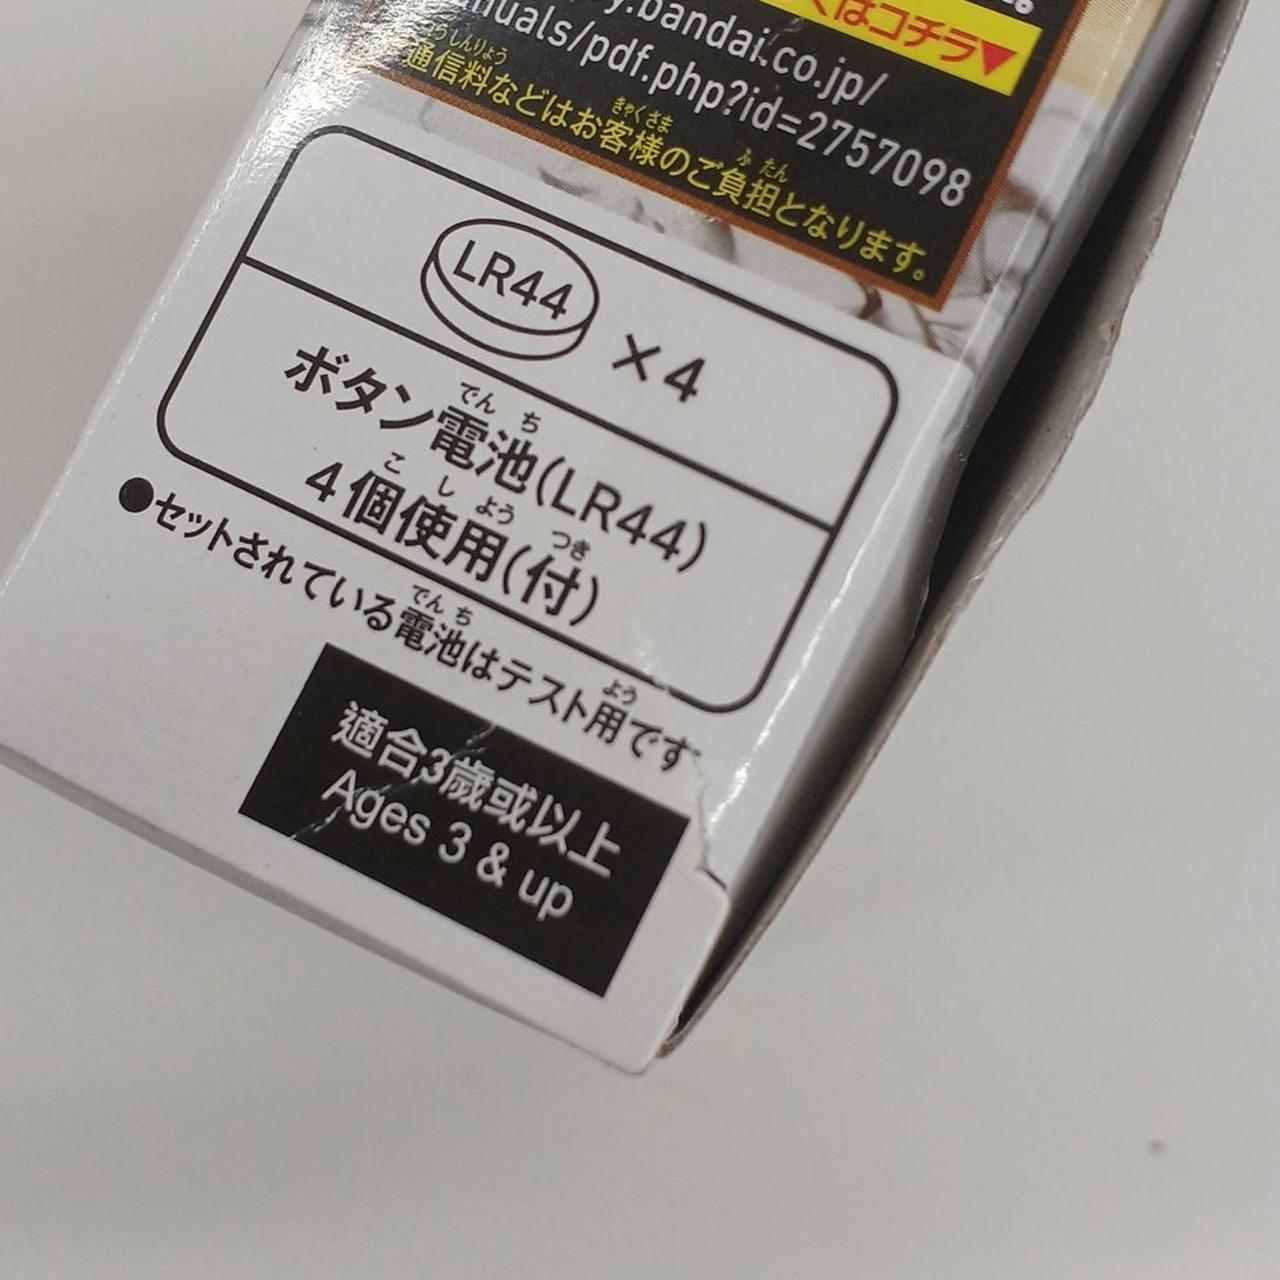 くはコチラ▼
y.bandai.co.jp/
nuals/pdf.php?id=2757098
通信料などはお客様のご負担となります。
LR44 ×4
ボタン電池(LR44)
4個使用(付)
●セットされている電池はテスト用です
適合3歲或以上
Ages 3 & up